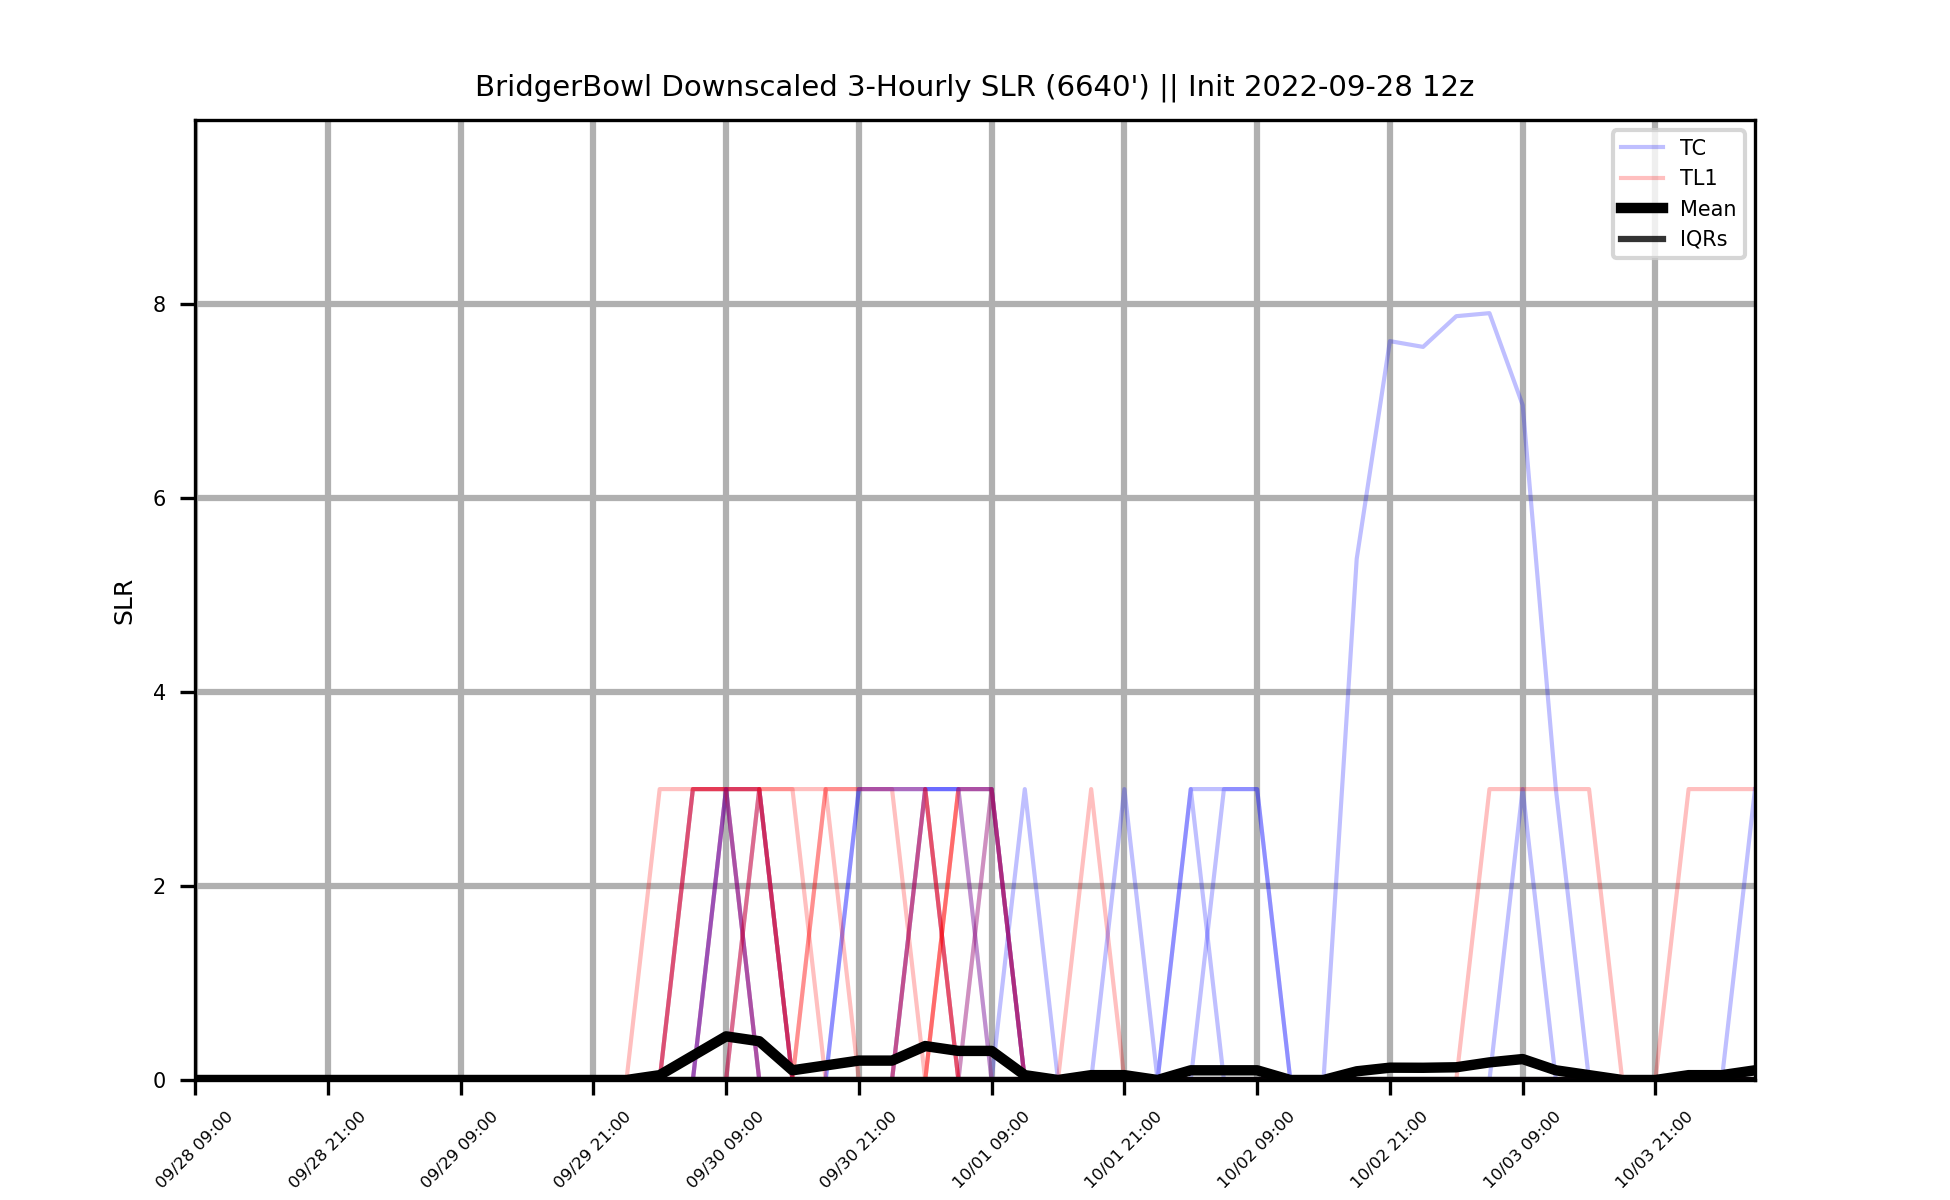 BridgerBowl Downscaled 3-Hourly SLR (6640') || Init 2022-09-28 12z
TC
TL1
Mean
IQRs
SLR
8
6
4
2
0
09/28 09:00
09/28 21:00
09/29 09:00
09/29 21:00
09/30 09:00
09/30 21:00
10/01 09:00
10/01 21:00
10/02 09:00
10/02 21:00
10/03 09:00
10/03 21:00